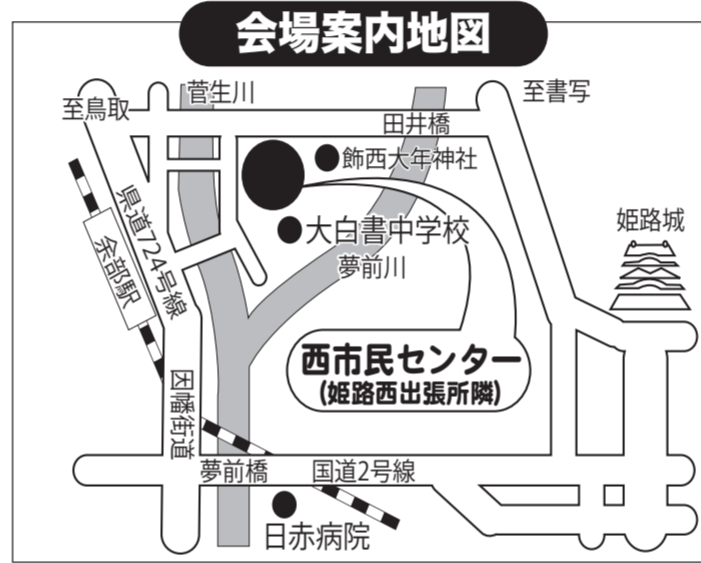 会場案内地図
至鳥取
菅生川
至書写
田井橋
飾西大年神社
県道724号線
余部駅
大白書中学校
姫路城
夢前川
西市民センター
(姫路西出張所隣)
因幡街道
夢前橋
国道2号線
日赤病院